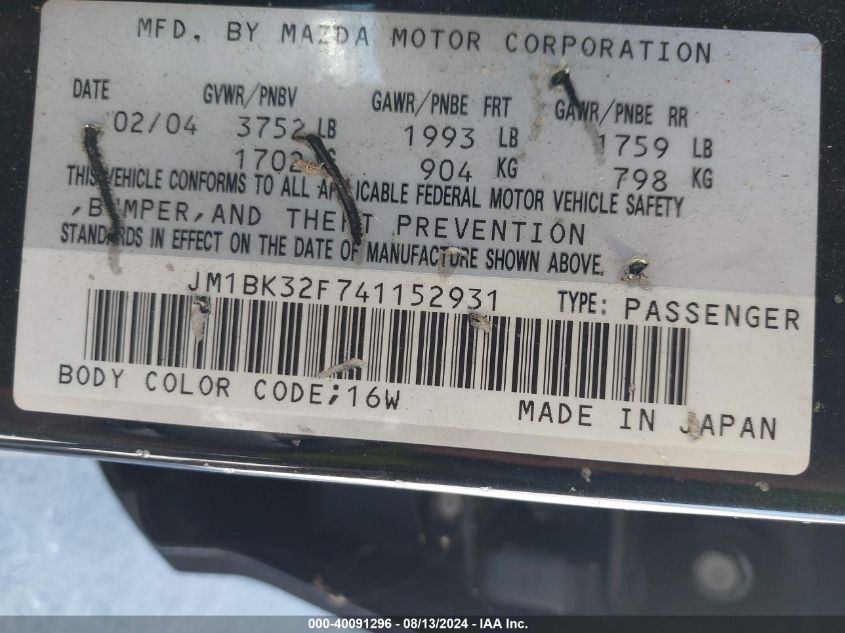 MFD. BY MAZDA MOTOR CORPORATION
DATE GVWR/PNBV GAWR/PNBE FRT GAWR/PNBE RR
02/04 3752 LB 1993 LB 1759 LB
1702 KG 904 KG 798 KG
THIS VEHICLE CONFORMS TO ALL APPLICABLE FEDERAL MOTOR VEHICLE SAFETY
,BUMPER,AND THEFT PREVENTION
STANDARDS IN EFFECT ON THE DATE OF MANUFACTURE SHOWN ABOVE.
JM1BK32F741152931 TYPE: PASSENGER
BODY COLOR CODE;16W MADE IN JAPAN
000-40091296 - 08/13/2024 - IAA Inc.